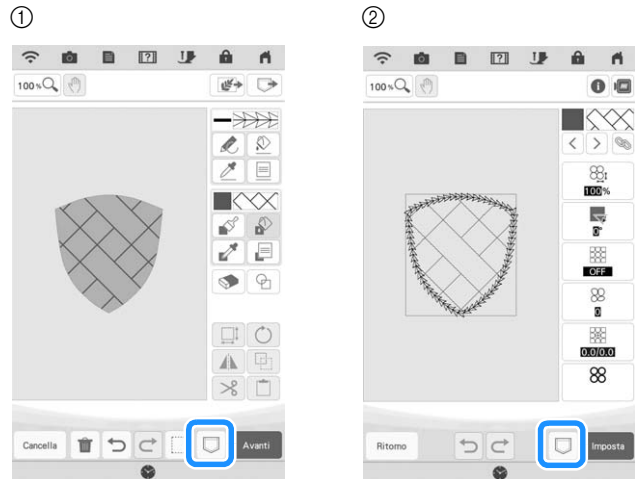 ①
②
100 %
100 %
100%
0°
OFF
0
0.0/0.0
Cancella
Avanti
Ritorno
Imposta